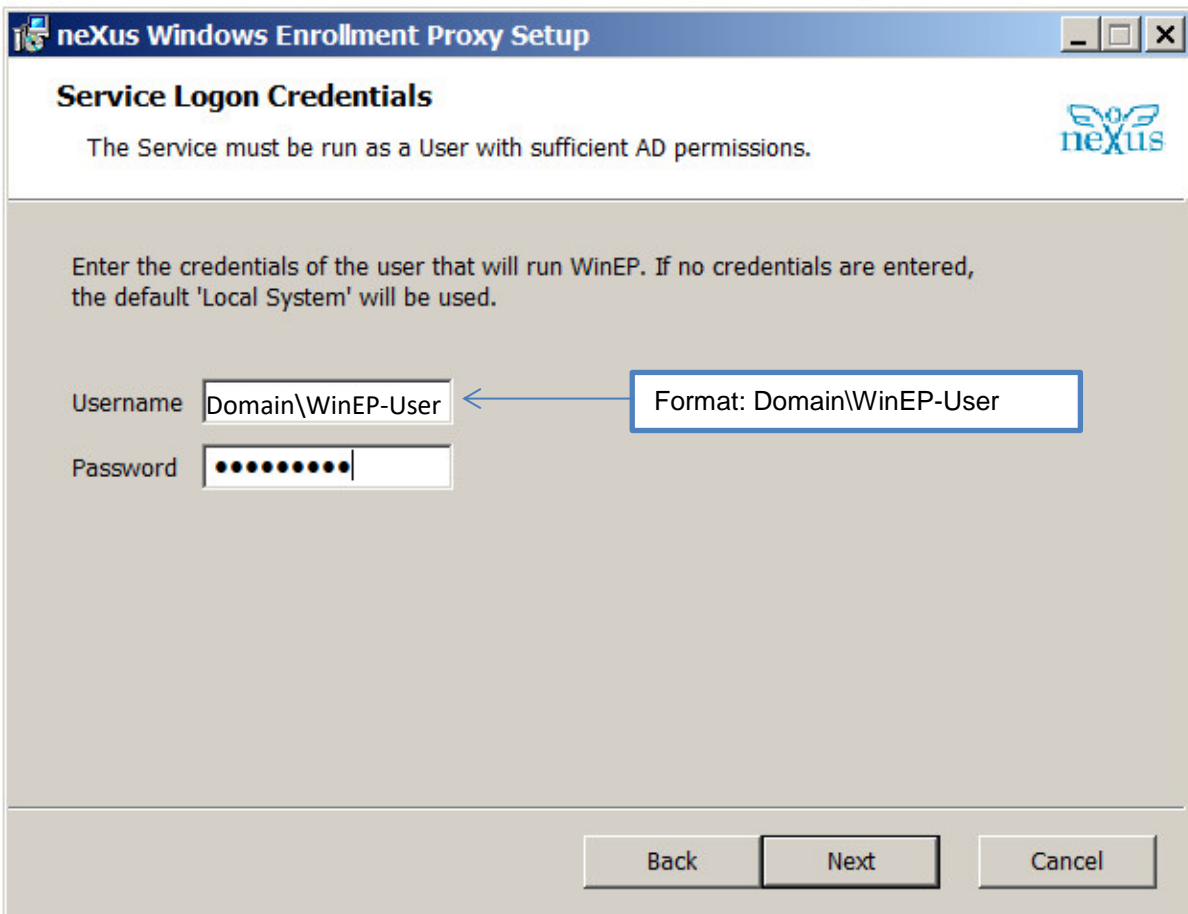 neXus Windows Enrollment Proxy Setup
Service Logon Credentials
The Service must be run as a User with sufficient AD permissions.
neXus
Enter the credentials of the user that will run WinEP. If no credentials are entered,
the default 'Local System' will be used.
Username Domain\WinEP-User Format: Domain\WinEP-User
Password ●●●●●●●●●
Back Next Cancel